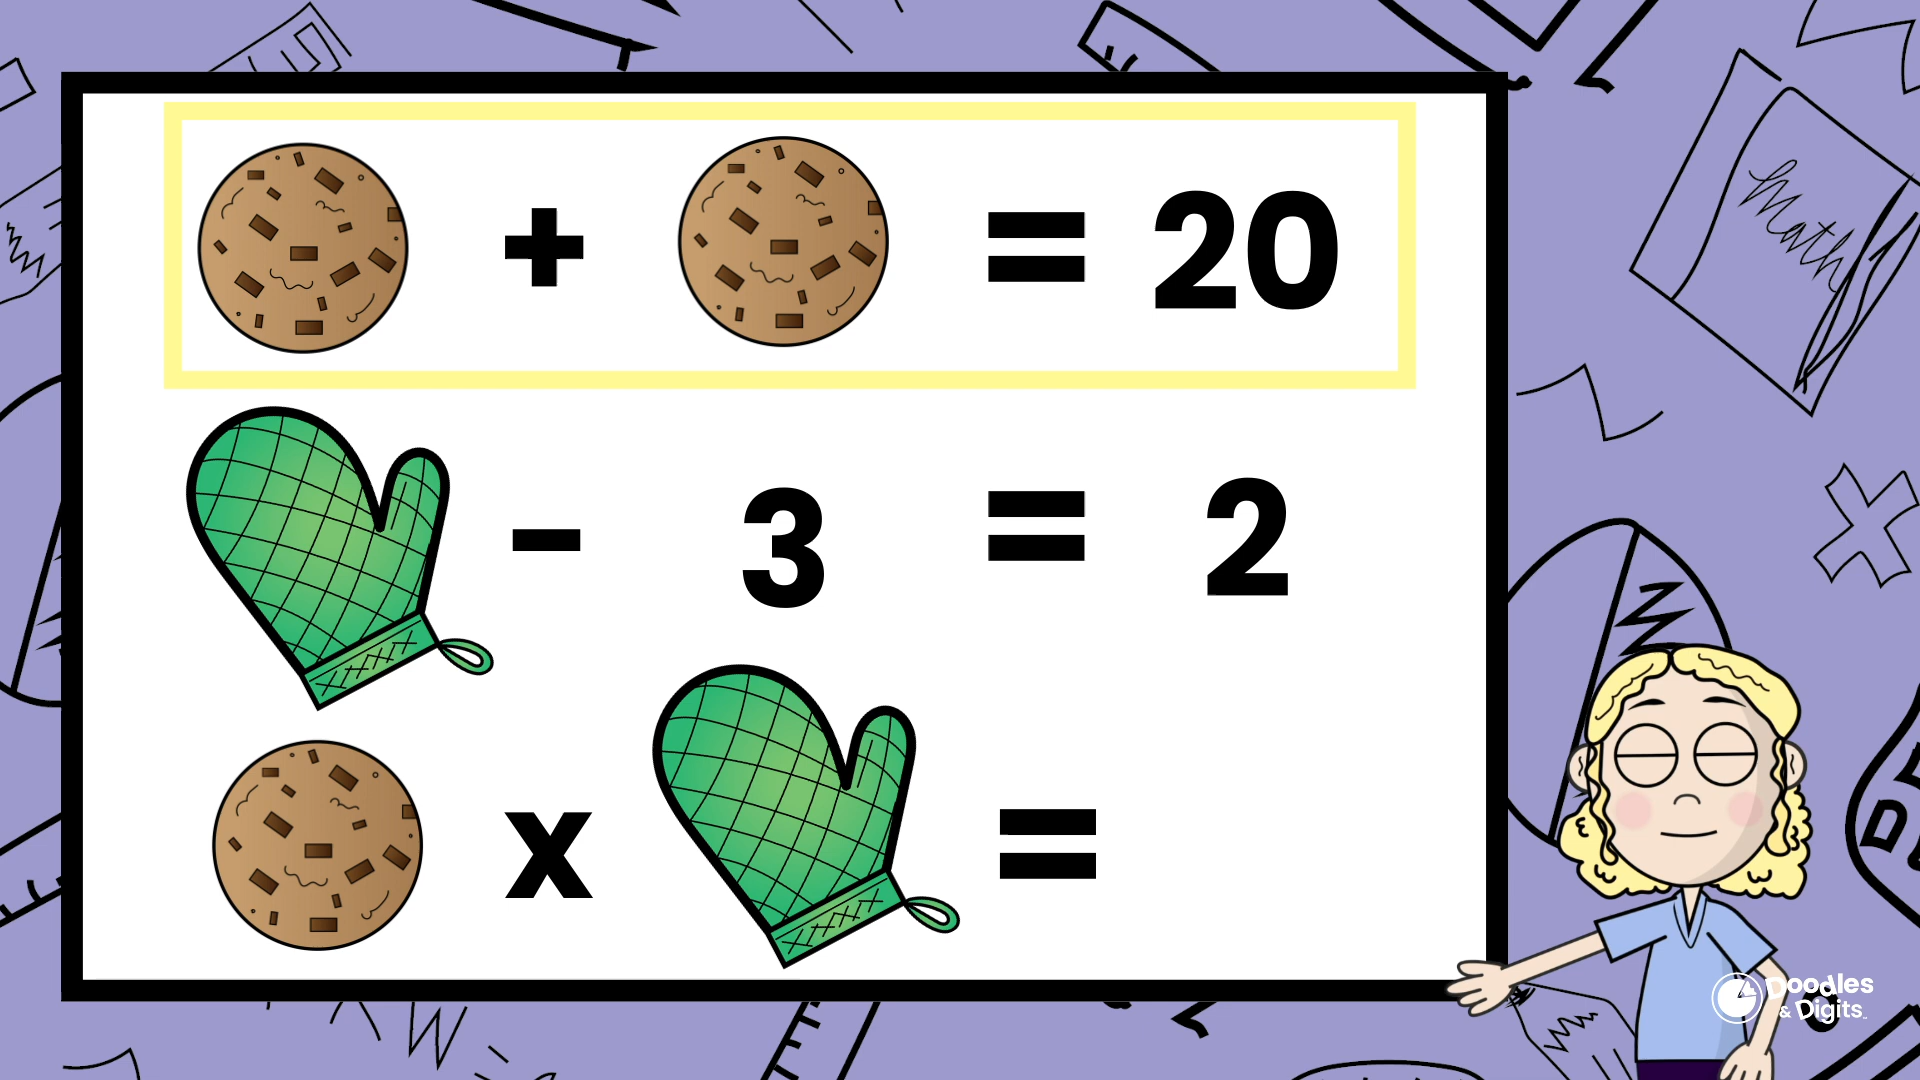 + = 20
Math
- 3 = 2
x =
Doodles
& Digits